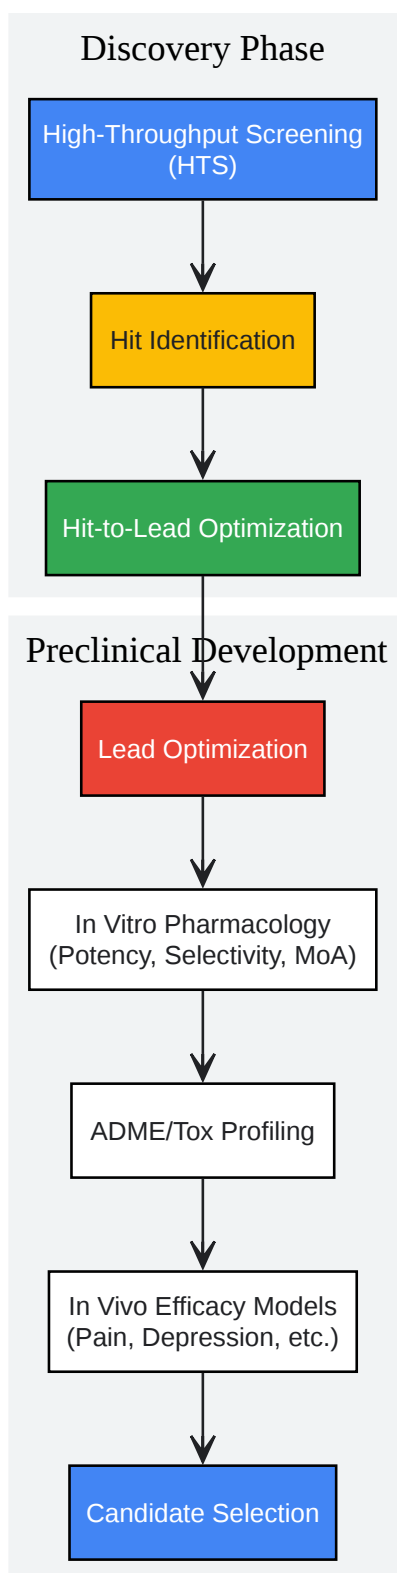 Discovery Phase
High-Throughput Screening
(HTS)
Hit Identification
Hit-to-Lead Optimization
Preclinical Development
Lead Optimization
In Vitro Pharmacology
(Potency, Selectivity, MoA)
ADME/Tox Profiling
In Vivo Efficacy Models
(Pain, Depression, etc.)
Candidate Selection